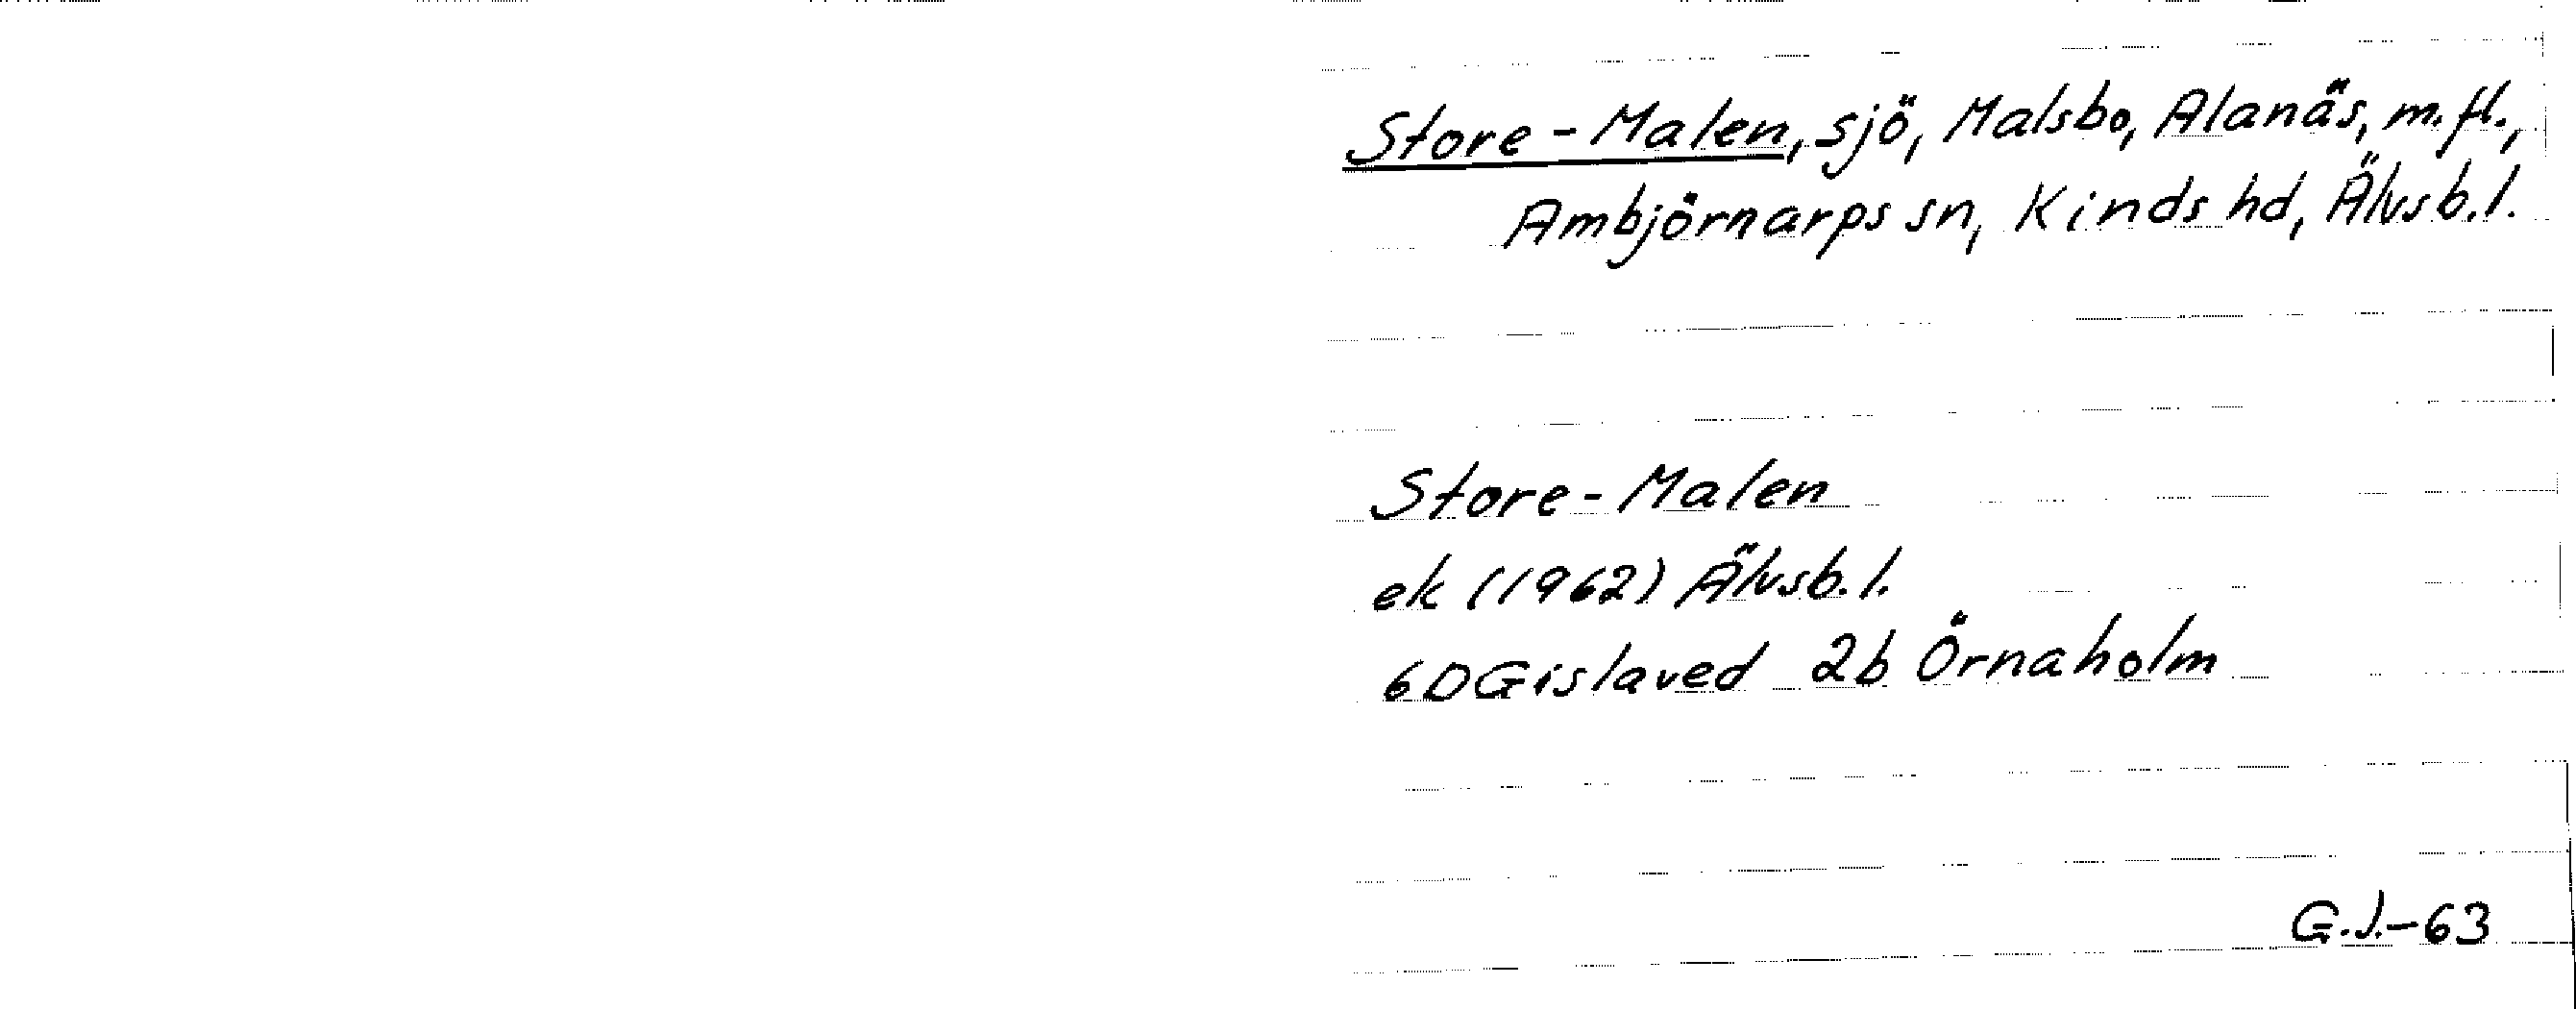 Store-Malen, sjö, Malsbo, Alanäs, m.fl.,
Ambjörnarps sn, Kinds hd, Älvsb.l.
Store-Malen
ek (1962) Älvsb.l.
6D Gislaved 2b Örnaholm
G.J.-63